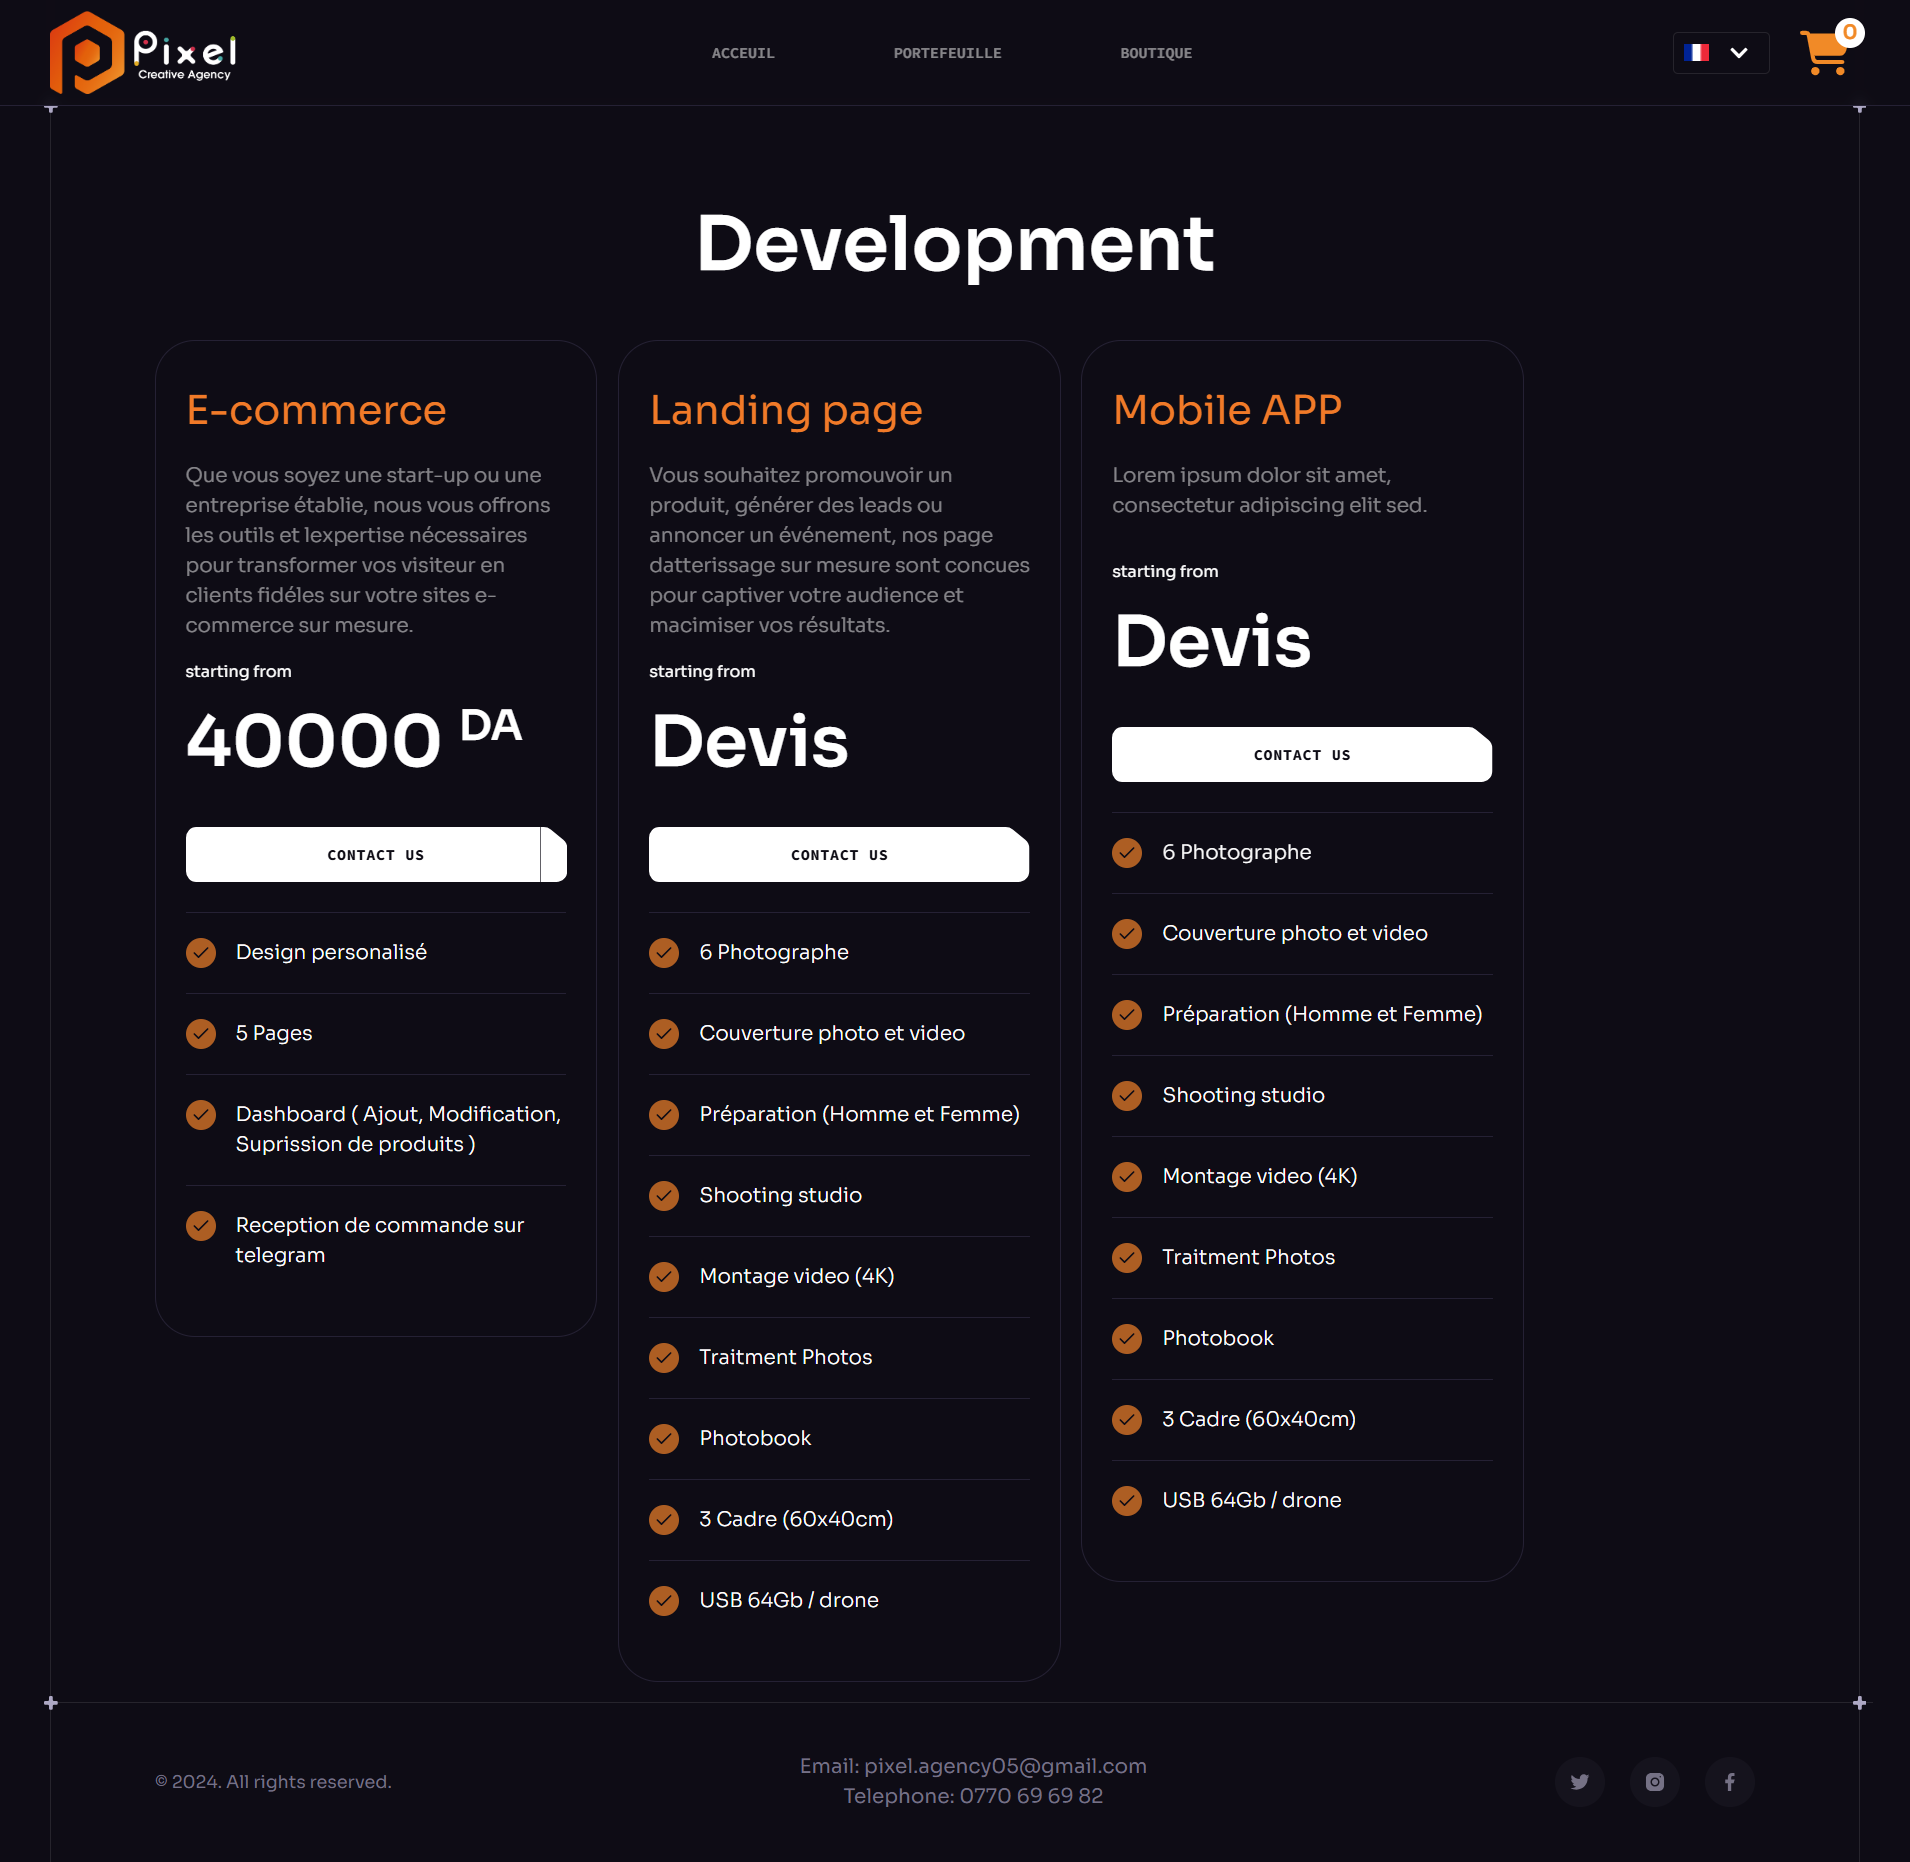 Pixel
Creative Agency
ACCEUIL
PORTEFEUILLE
BOUTIQUE
0
Development
E-commerce
Que vous soyez une start-up ou une
entreprise établie, nous vous offrons
les outils et lexpertise nécessaires
pour transformer vos visiteur en
clients fidéles sur votre sites e-
commerce sur mesure.
starting from
40000 DA
CONTACT US
Design personalisé
5 Pages
Dashboard ( Ajout, Modification,
Suprission de produits )
Reception de commande sur
telegram
Landing page
Vous souhaitez promouvoir un
produit, générer des leads ou
annoncer un événement, nos page
datterissage sur mesure sont concues
pour captiver votre audience et
macimiser vos résultats.
starting from
Devis
CONTACT US
6 Photographe
Couverture photo et video
Préparation (Homme et Femme)
Shooting studio
Montage video (4K)
Traitment Photos
Photobook
3 Cadre (60x40cm)
USB 64Gb / drone
Mobile APP
Lorem ipsum dolor sit amet,
consectetur adipiscing elit sed.
starting from
Devis
CONTACT US
6 Photographe
Couverture photo et video
Préparation (Homme et Femme)
Shooting studio
Montage video (4K)
Traitment Photos
Photobook
3 Cadre (60x40cm)
USB 64Gb / drone
© 2024. All rights reserved.
Email: pixel.agency05@gmail.com
Telephone: 0770 69 69 82